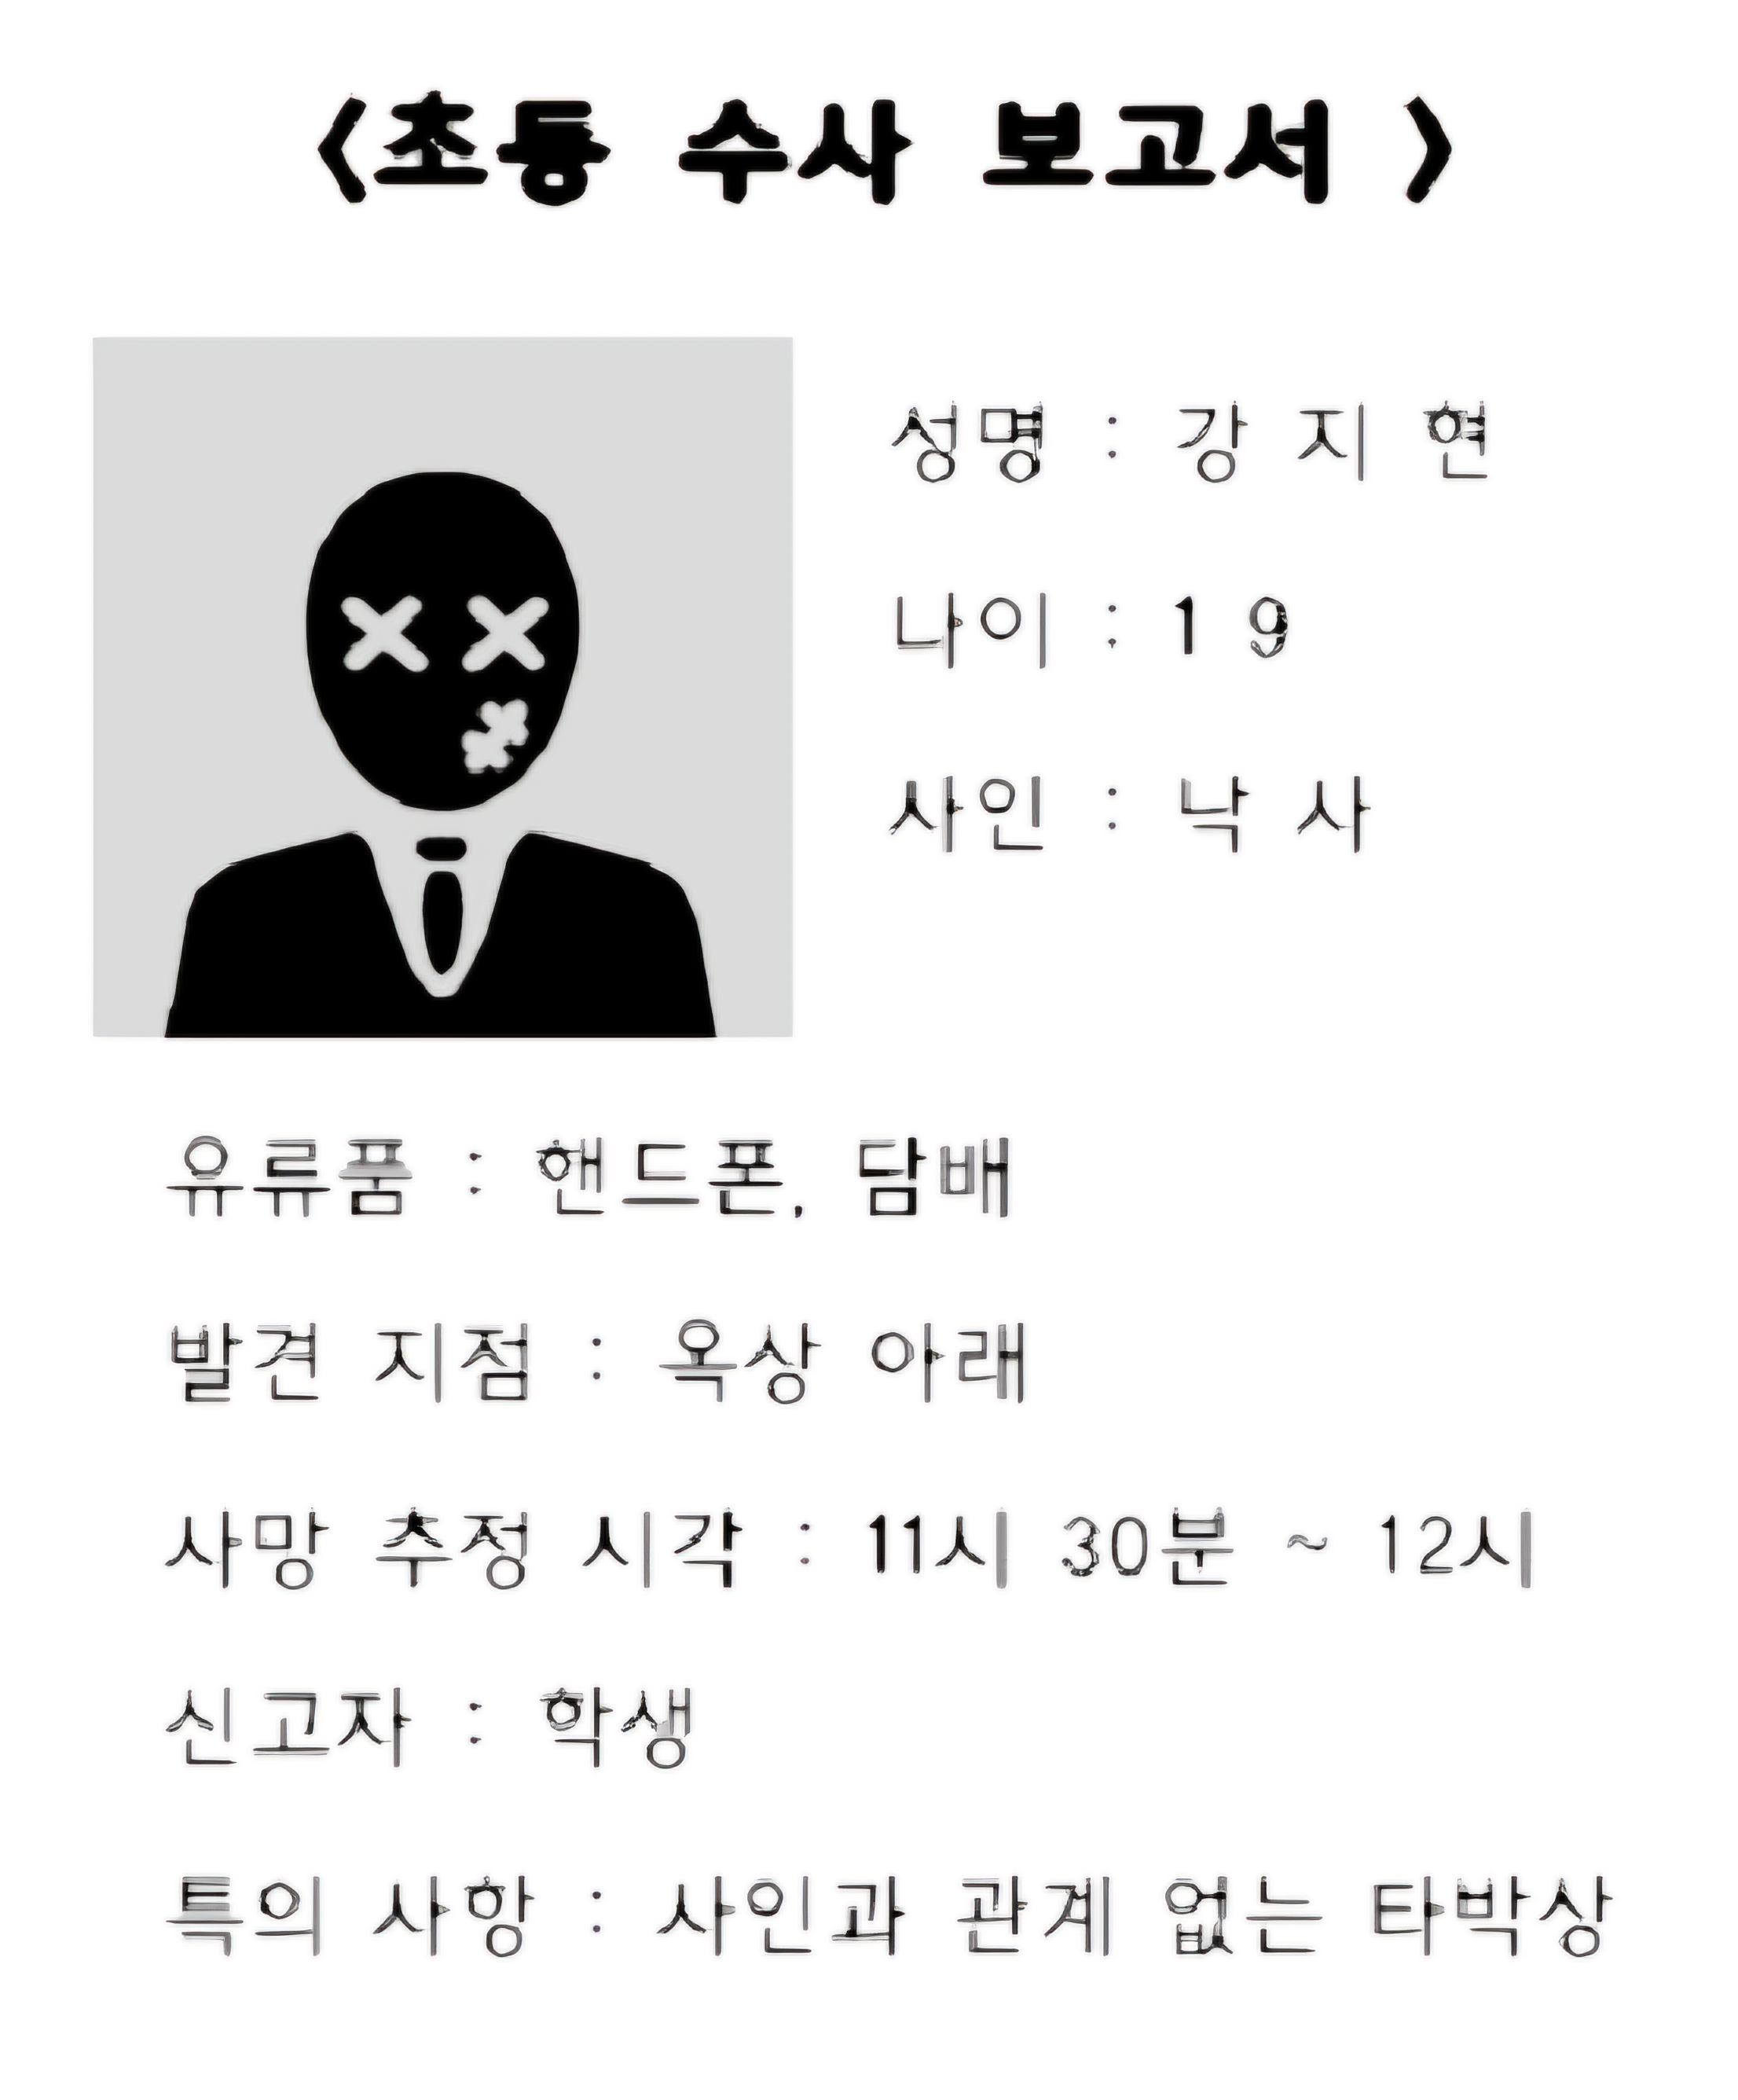 <초동 수사 보고서 >
성명 : 강 지 현
나이 : 1 9
사인 : 낙 사
유류품 : 핸드폰, 담배
발견 지점 : 옥상 아래
사망 추정 시각 : 11시 30분 ~ 12시
신고자 : 학생
특의 사항 : 사인과 관계 없는 타박상